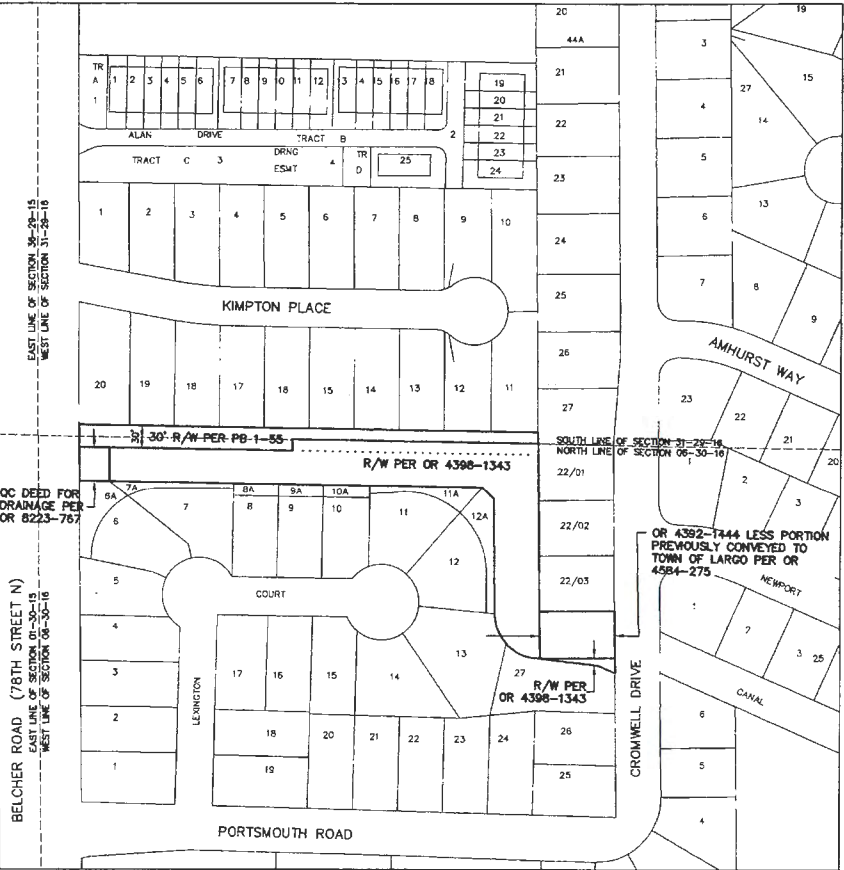 20
44A
3
19
TR
A
1
1 2 3 4 5 6
7 8 9 10 11 12
3 4 15 16 17 18
19
20
21
22
23
24
21
27
15
4
14
22
ALAN DRIVE TRACT B
2
5
TRACT C 3 DRNG ESMT 4 TR D
25
23
13
1 2 3 4 5 6 7 8 9 10
6
24
EAST LINE OF SECTION 36-29-15
WEST LINE OF SECTION 31-29-16
7
8
25
9
KIMPTON PLACE
AMHURST WAY
26
20 19 18 17 18 15 14 13 12 11
27
23
22
21
20
30' 30' R/W PER PB 1-55
SOUTH LINE OF SECTION 31-29-16
NORTH LINE OF SECTION 06-30-16
1
R/W PER OR 4398-1343
22/01
2
3
QC DEED FOR
DRAINAGE PER
OR 8223-767
6A 7A 8A 9A 10A 11A 12A
6 7 8 9 10 11
12
22/02
OR 4392-1444 LESS PORTION
PREVIOUSLY CONVEYED TO
TOWN OF LARGO PER OR
4584-275
5
COURT
22/03
NEWPORT
4
1
7
3 25
BELCHER ROAD (78TH STREET N)
EAST LINE OF SECTION 01-30-15
WEST LINE OF SECTION 06-30-16
3
17 16 15 14 13
27
R/W PER
OR 4398-1343
LEXINGTON
CANAL
CROMWELL DRIVE
2
18
20 21 22 23 24
26
6
1
19
25
5
4
PORTSMOUTH ROAD